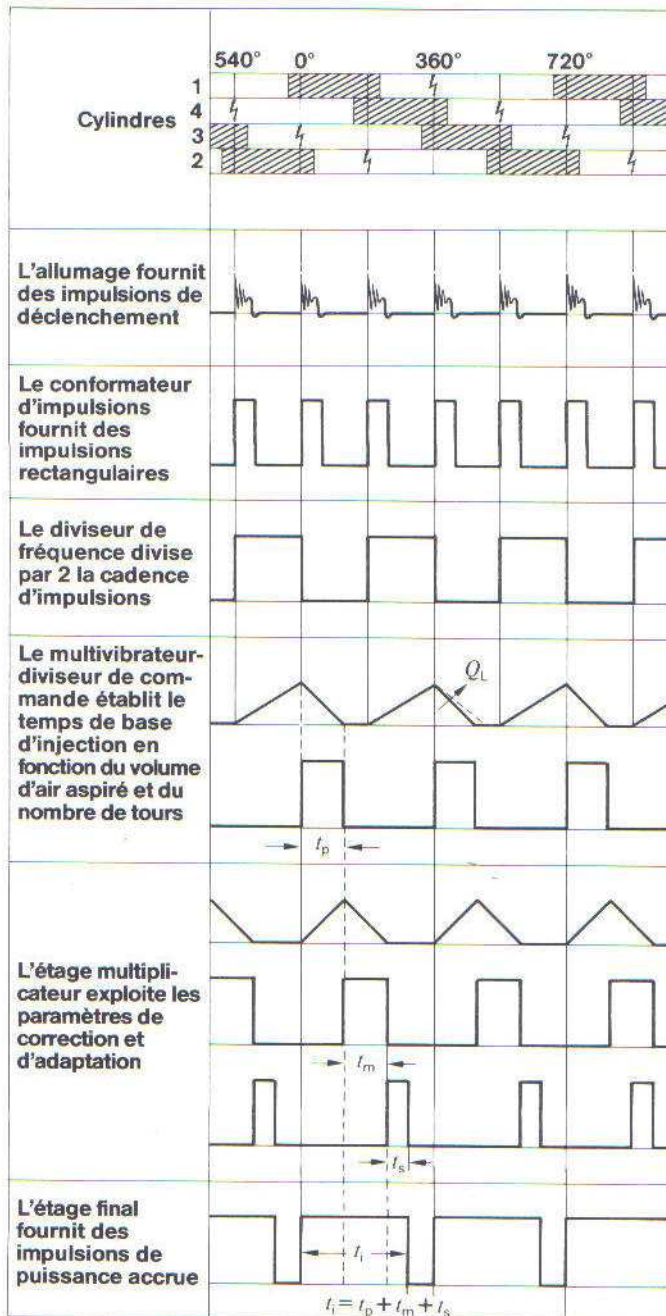 540° 0° 360° 720°
Cylindres
1
4
3
2
L'allumage fournit
des impulsions de
déclenchement
Le conformateur
d'impulsions
fournit des
impulsions
rectangulaires
Le diviseur de
fréquence divise
par 2 la cadence
d'impulsions
Le multivibrateur-
diviseur de com-
mande établit le
temps de base
d'injection en
fonction du volume
d'air aspiré et du
nombre de tours
Q_L
t_p
L'étage multipli-
cateur exploite les
paramètres de
correction et
d'adaptation
t_m
t_s
L'étage final
fournit des
impulsions de
puissance accrue
t_i
t_i = t_p + t_m + t_s